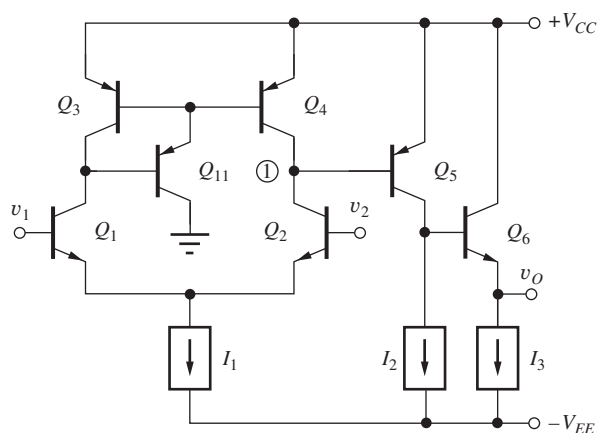 +V_CC
Q_3
Q_4
Q_11
①
Q_5
v_1
v_2
Q_1
Q_2
Q_6
v_O
I_1
I_2
I_3
−V_EE